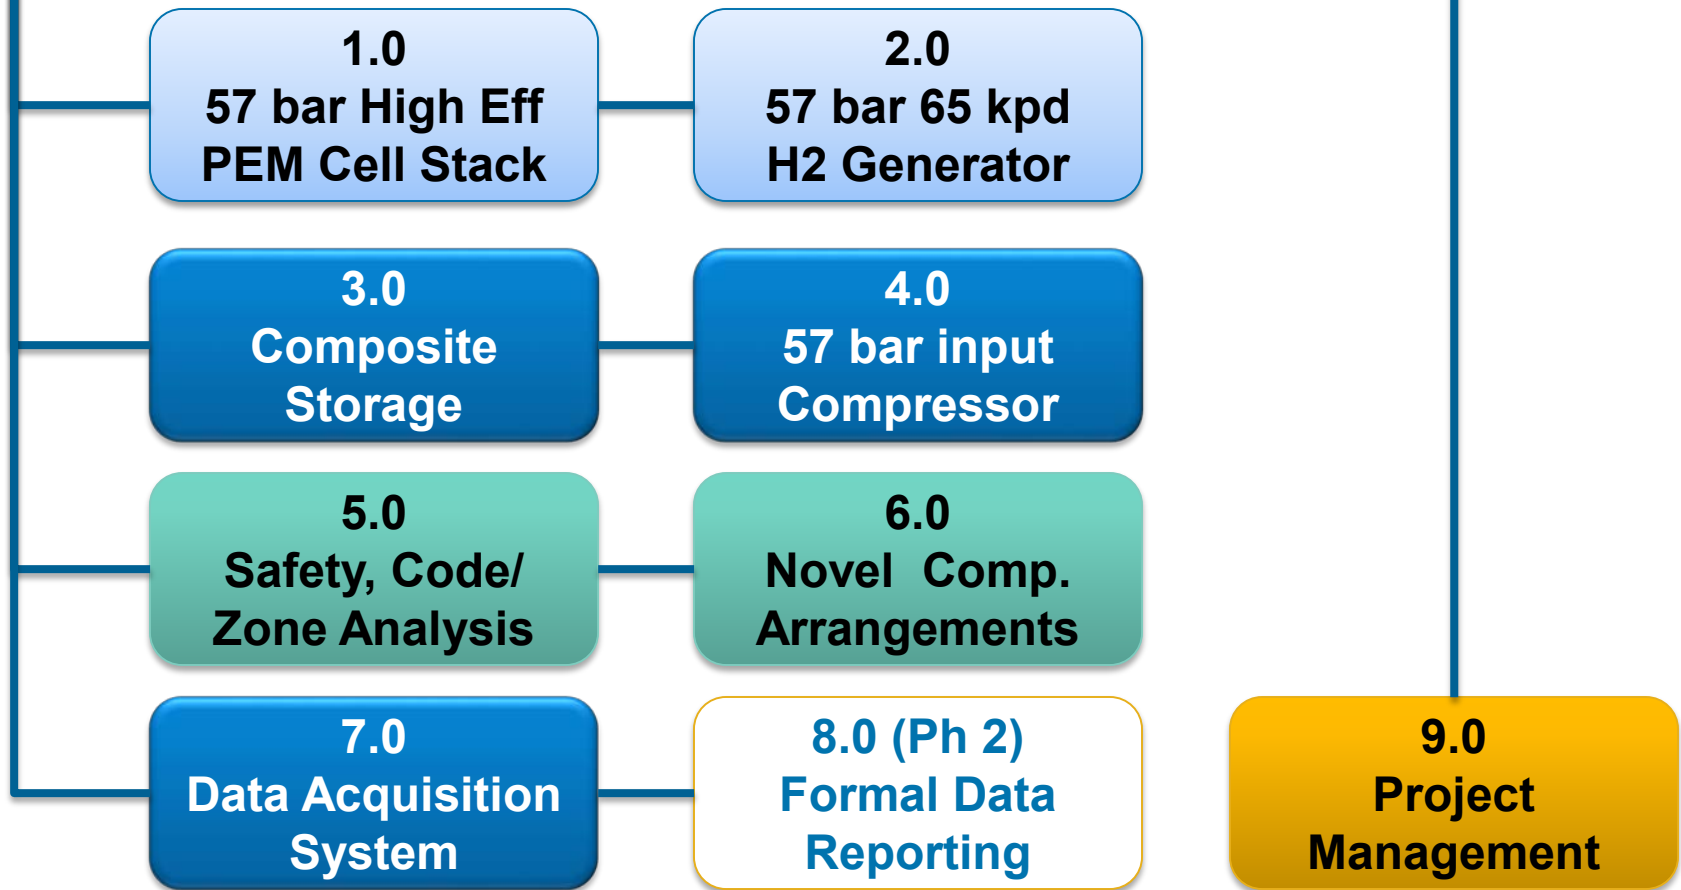 1.0
57 bar High Eff
PEM Cell Stack
2.0
57 bar 65 kpd
H2 Generator
3.0
Composite
Storage
4.0
57 bar input
Compressor
5.0
Safety, Code/
Zone Analysis
6.0
Novel  Comp.
Arrangements
7.0
Data Acquisition
System
8.0 (Ph 2)
Formal Data
Reporting
9.0
Project
Management